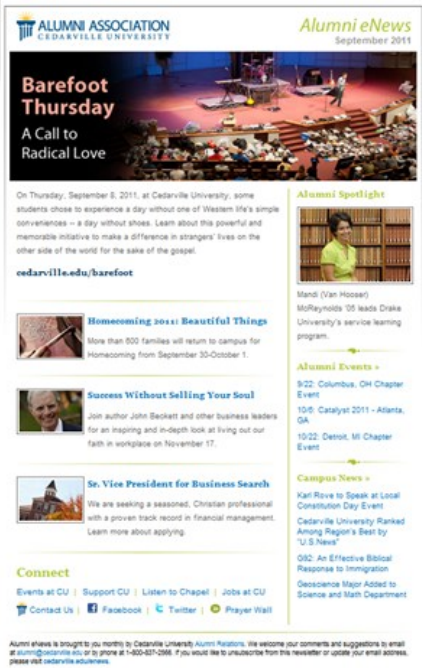 ALUMNI ASSOCIATION
CEDARVILLE UNIVERSITY
Alumni eNews
September 2011
Barefoot
Thursday
A Call to
Radical Love
On Thursday, September 8, 2011, at Cedarville University, some
students chose to experience a day without one of Western life's simple
conveniences -- a day without shoes. Learn about this powerful and
memorable initiative to make a difference in strangers' lives on the
other side of the world for the sake of the gospel.
cedarville.edu/barefoot
Homecoming 2011: Beautiful Things
More than 600 families will return to campus for
Homecoming from September 30-October 1.
Success Without Selling Your Soul
Join author John Beckett and other business leaders
for an inspiring and in-depth look at living out our
faith in workplace on November 17.
Sr. Vice President for Business Search
We are seeking a seasoned, Christian professional
with a proven track record in financial management.
Learn more about applying.
Alumni Spotlight
Mandi (Van Hooser)
McReynolds '05 leads Drake
University's service learning
program.
Alumni Events »
9/22: Columbus, OH Chapter
Event
10/6: Catalyst 2011 - Atlanta,
GA
10/22: Detroit, MI Chapter
Event
Campus News »
Karl Rove to Speak at Local
Constitution Day Event
Cedarville University Ranked
Among Region's Best by
"U.S.News"
G92: An Effective Biblical
Response to Immigration
Geoscience Major Added to
Science and Math Department
Connect
Events at CU | Support CU | Listen to Chapel | Jobs at CU
Contact Us | Facebook | Twitter | Prayer Wall
Alumni eNews is brought to you monthly by Cedarville University Alumni Relations. We welcome your comments and suggestions by email
at alumni@cedarville.edu or by phone at 1-800-837-2566. If you would like to unsubscribe from this newsletter or update your email address,
please visit cedarville.edu/enews.